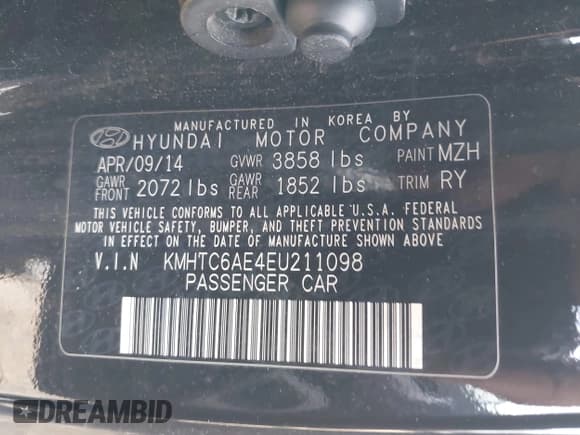 MANUFACTURED IN KOREA BY
HYUNDAI MOTOR COMPANY
APR/09/14 GVWR 3858 lbs PAINT MZH
GAWR FRONT 2072 lbs GAWR REAR 1852 lbs TRIM RY
THIS VEHICLE CONFORMS TO ALL APPLICABLE U.S.A. FEDERAL
MOTOR VEHICLE SAFETY, BUMPER, AND THEFT PREVENTION STANDARDS
IN EFFECT ON THE DATE OF MANUFACTURE SHOWN ABOVE
V.I.N KMHTC6AE4EU211098
PASSENGER CAR
DREAMBID